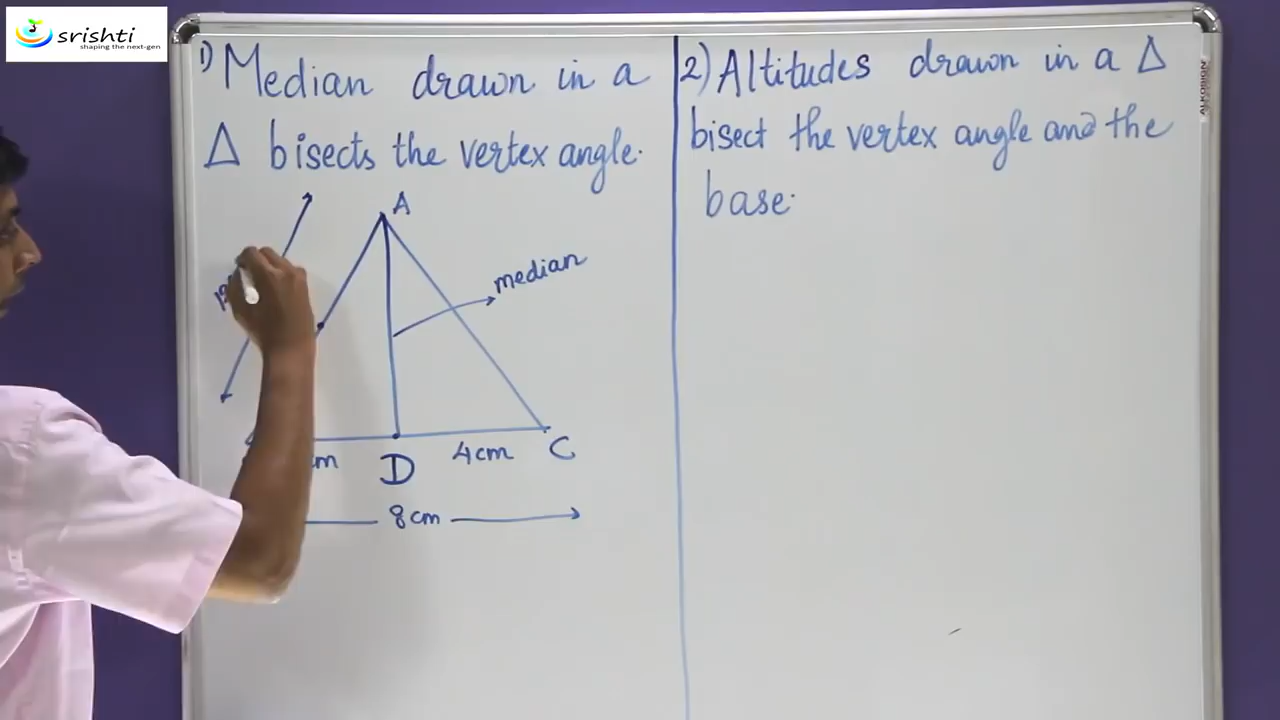 srishti
shaping the next-gen
1) Median drawn in a
Δ bisects the vertex angle.
A
median
D
4cm
C
8cm
2) Altitudes drawn in a Δ
bisect the vertex angle and the
base.
ALKOSIGN